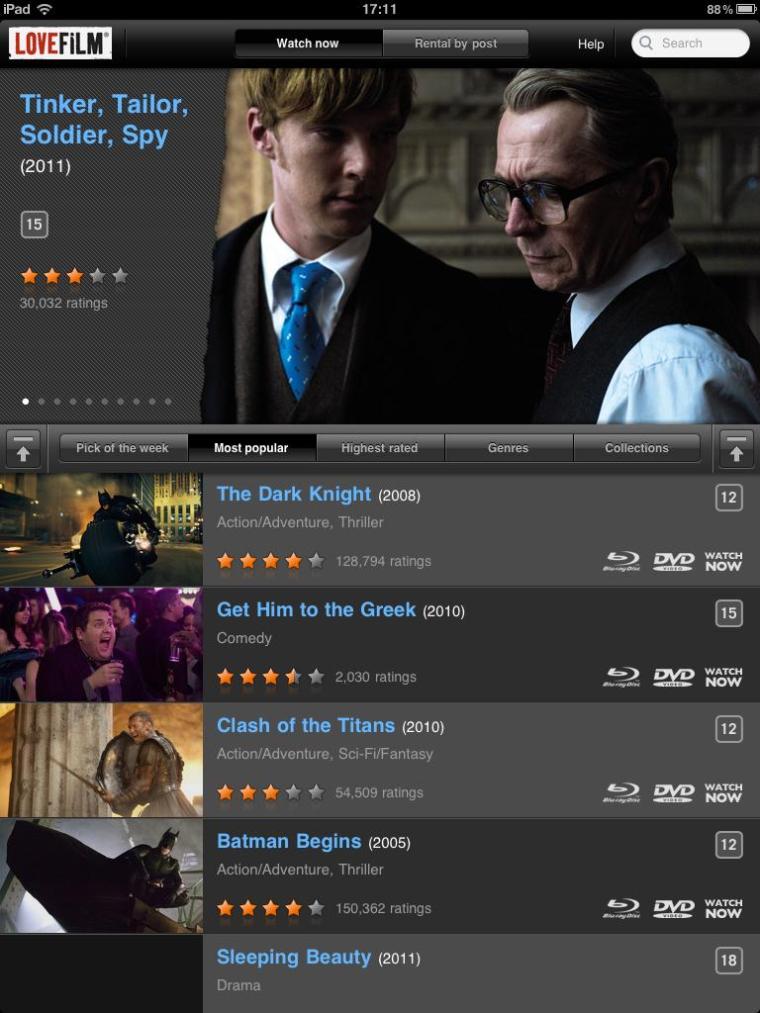 iPad 17:11 88%
LOVEFiLM® Watch now Rental by post Help Search
Tinker, Tailor,
Soldier, Spy
(2011)
15
30,032 ratings
Pick of the week Most popular Highest rated Genres Collections
The Dark Knight (2008) 12
Action/Adventure, Thriller
128,794 ratings Blu-ray Disc DVD VIDEO WATCH NOW
Get Him to the Greek (2010) 15
Comedy
2,030 ratings Blu-ray Disc DVD VIDEO WATCH NOW
Clash of the Titans (2010) 12
Action/Adventure, Sci-Fi/Fantasy
54,509 ratings Blu-ray Disc DVD VIDEO WATCH NOW
Batman Begins (2005) 12
Action/Adventure, Thriller
150,362 ratings Blu-ray Disc DVD VIDEO WATCH NOW
Sleeping Beauty (2011) 18
Drama